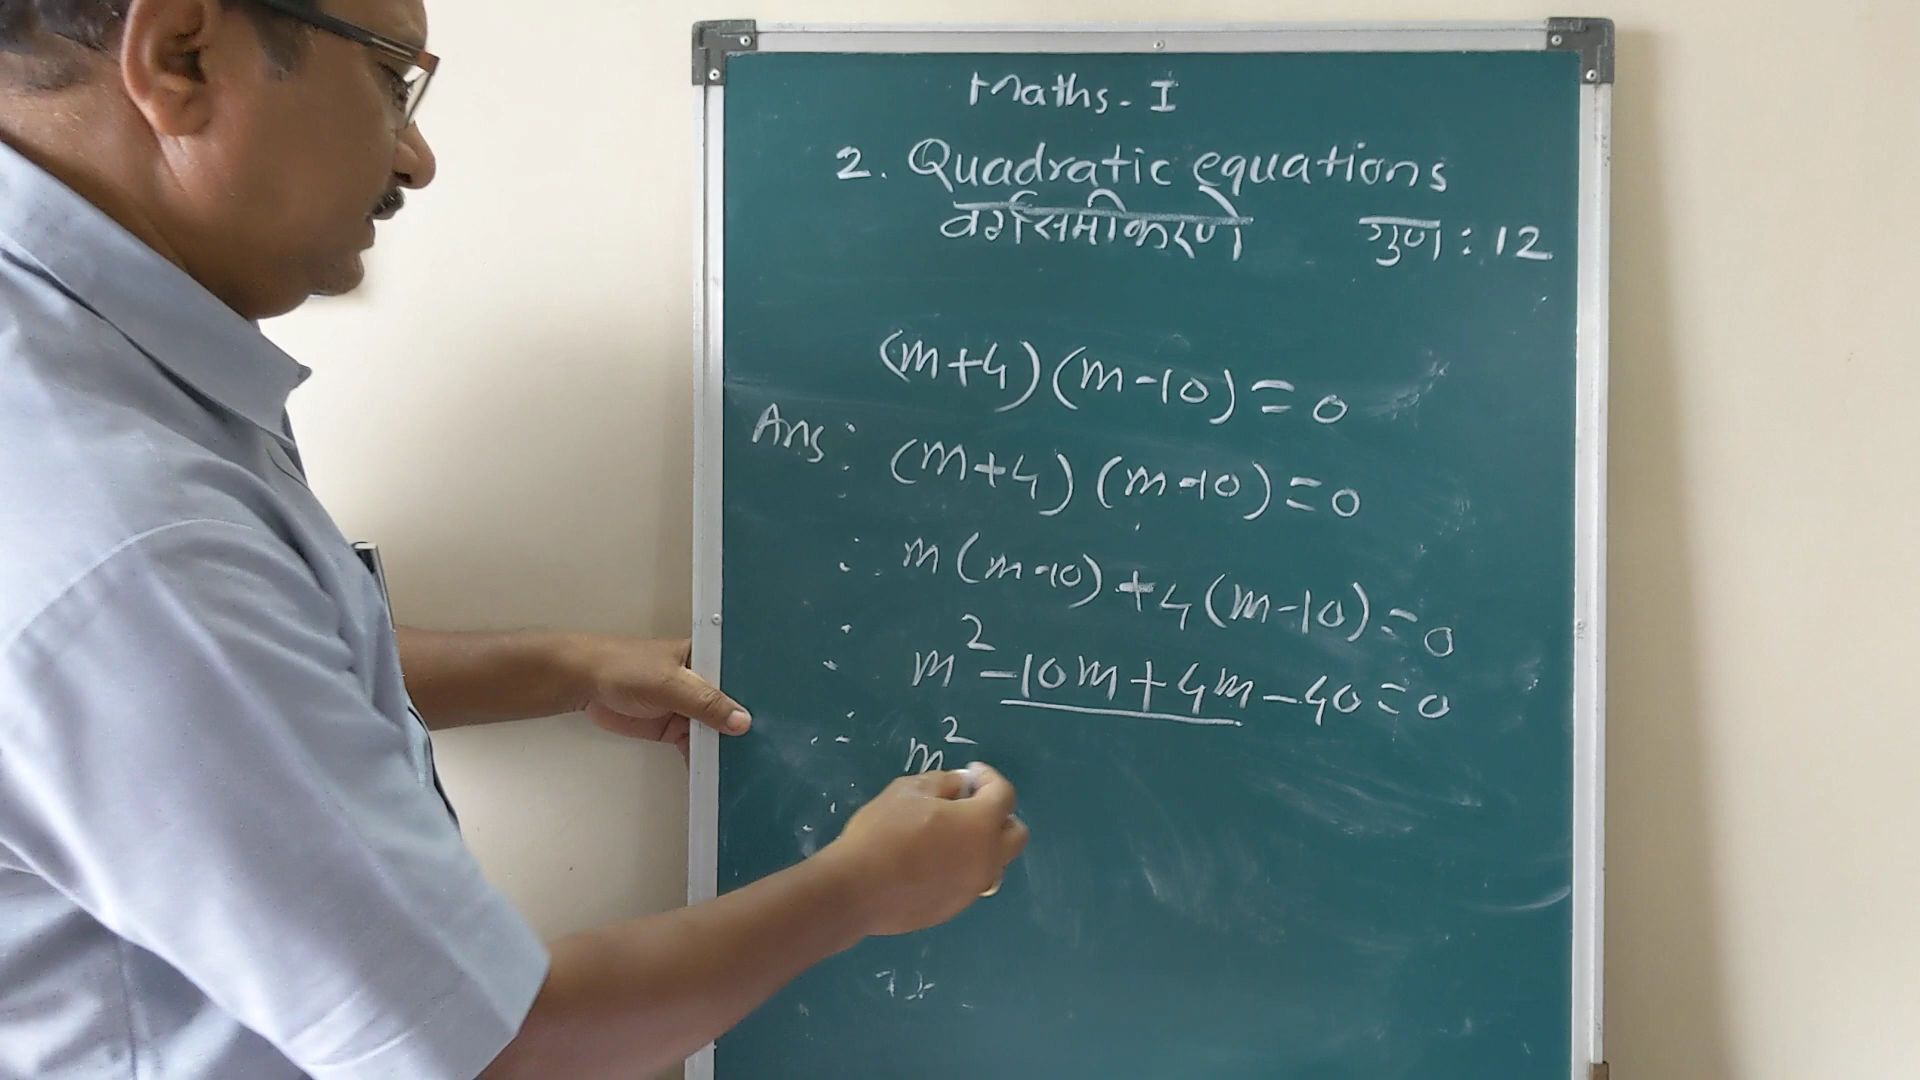 Maths - I
2. Quadratic equations
वर्गसमीकरणे गुण : 12
(m+4)(m-10)=0
Ans: (m+4)(m-10)=0
∴ m(m-10)+4(m-10)=0
m²-10m+4m-40=0
∴ m²